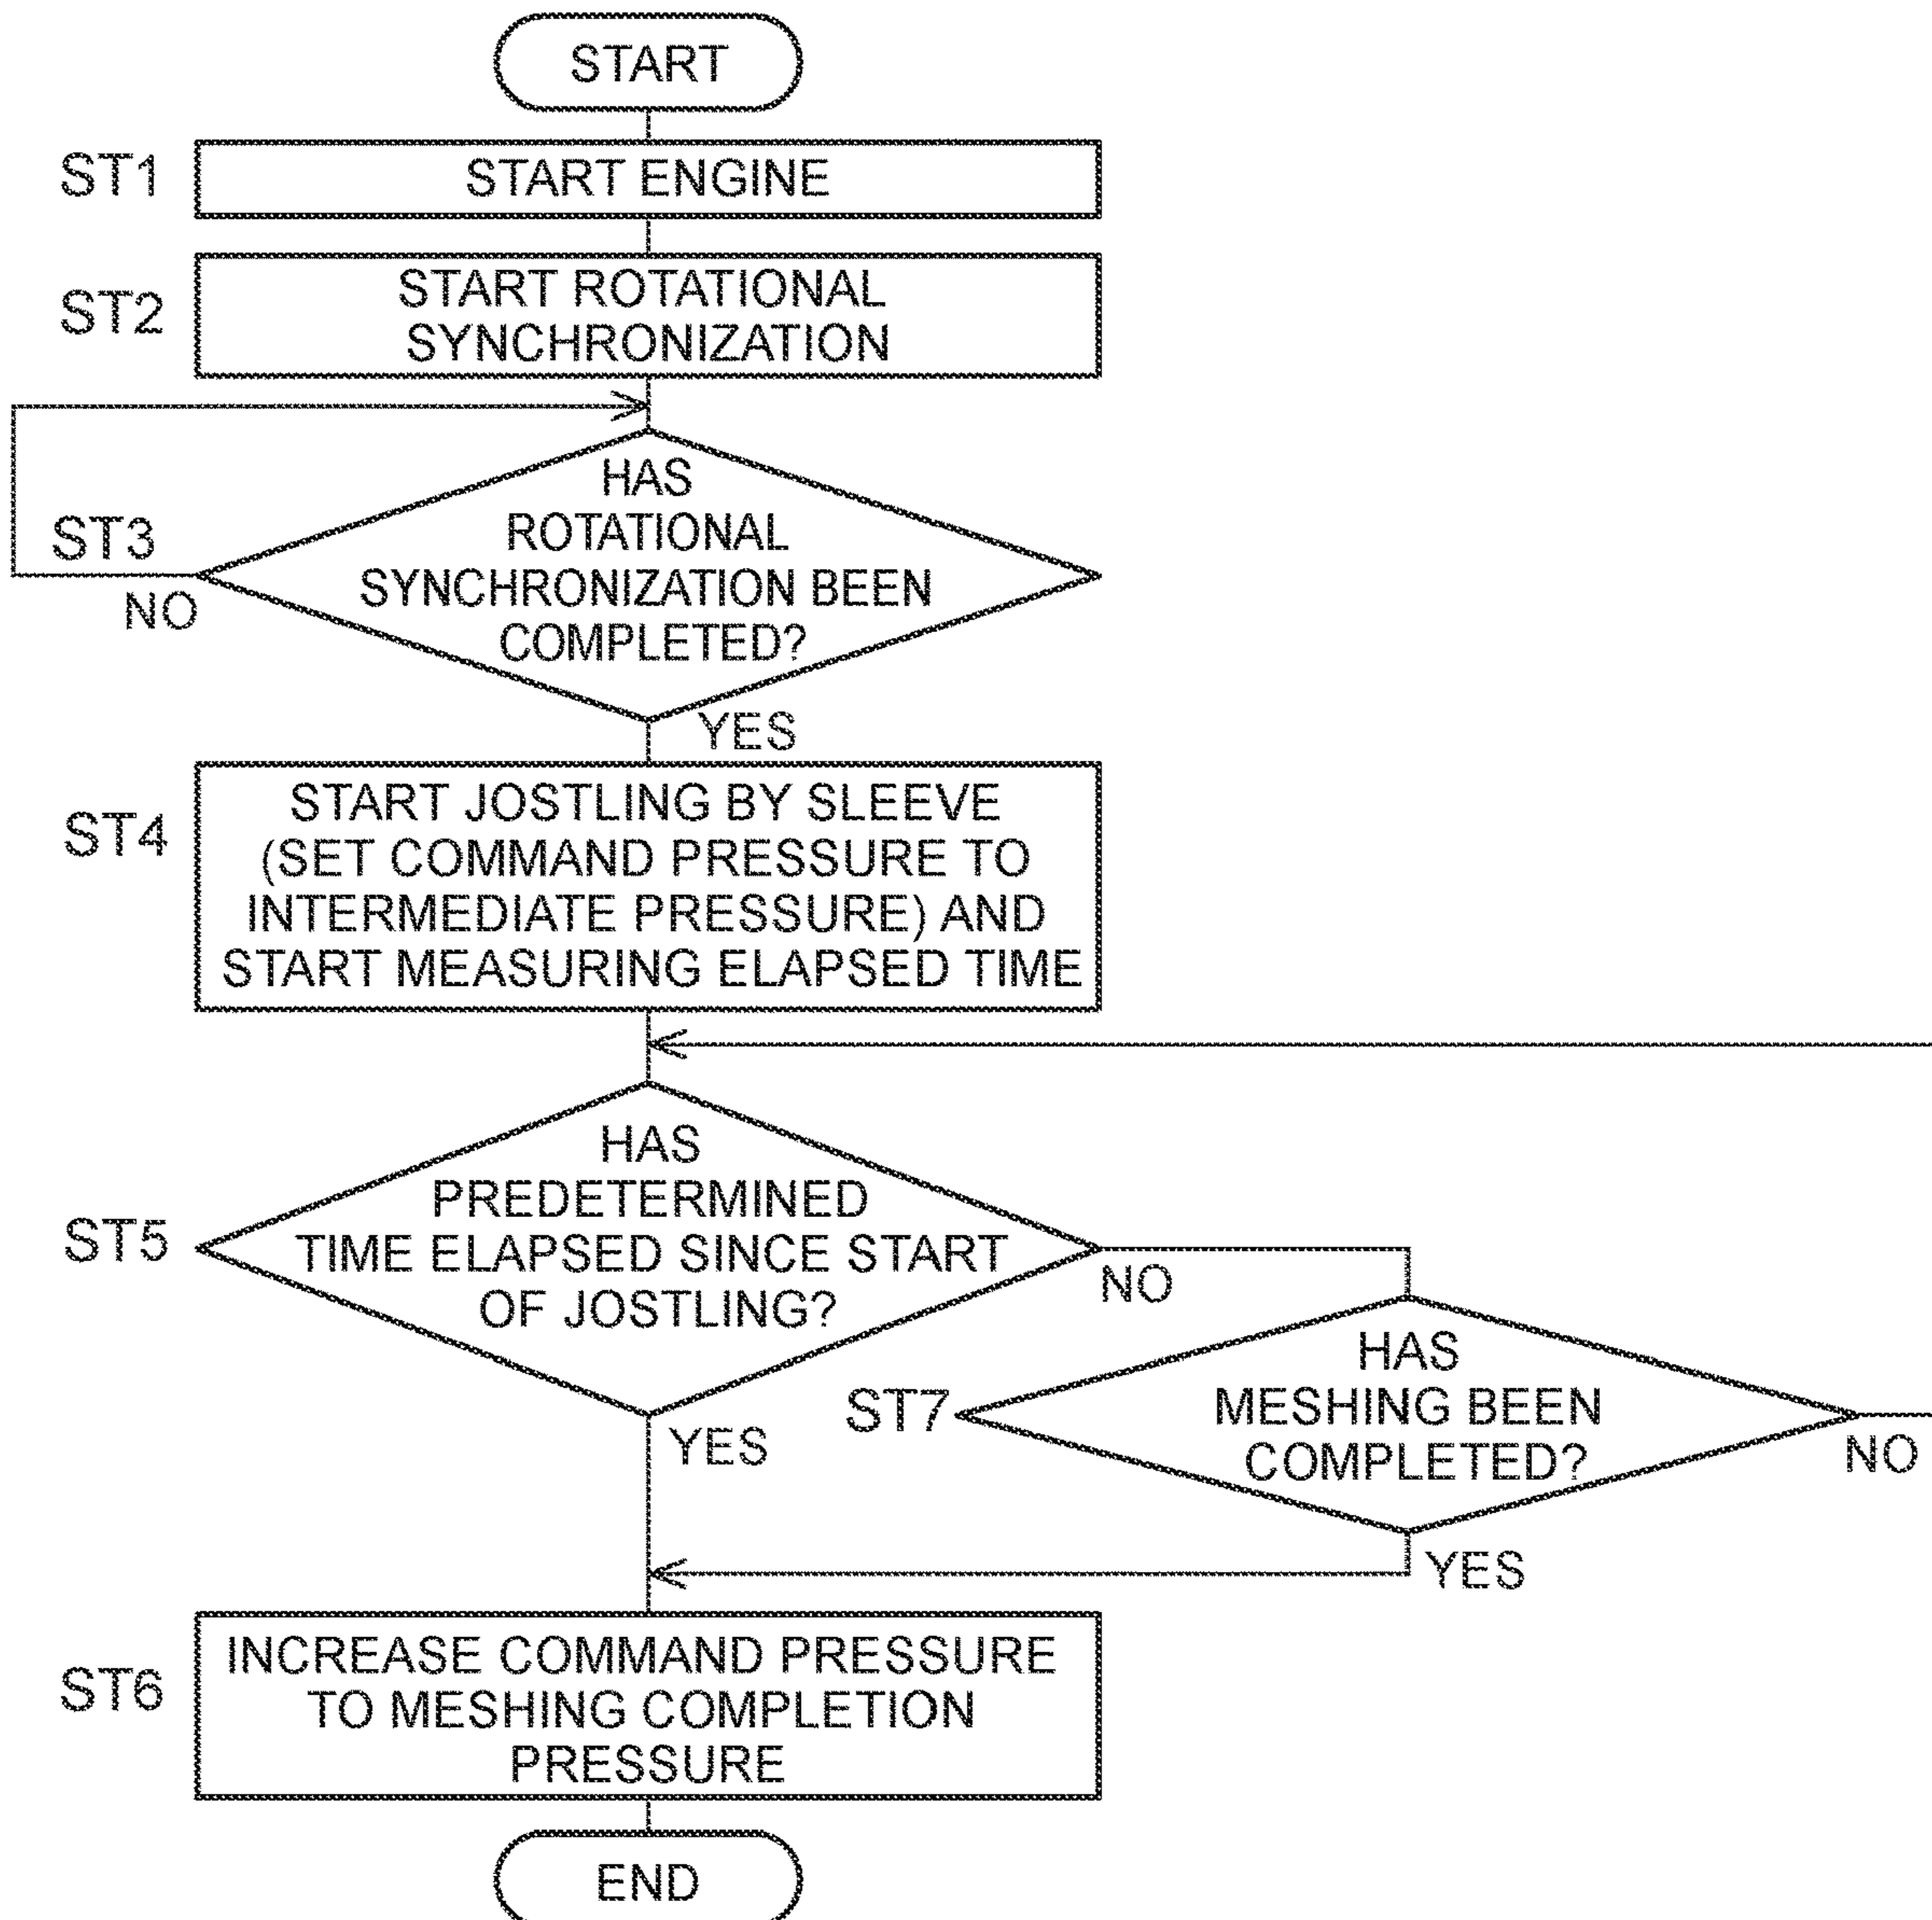 START
ST1
START ENGINE
ST2
START ROTATIONAL
SYNCHRONIZATION
ST3
NO
HAS
ROTATIONAL
SYNCHRONIZATION BEEN
COMPLETED?
YES
ST4
START JOSTLING BY SLEEVE
(SET COMMAND PRESSURE TO
INTERMEDIATE PRESSURE) AND
START MEASURING ELAPSED TIME
ST5
HAS
PREDETERMINED
TIME ELAPSED SINCE START
OF JOSTLING?
NO
YES
ST7
HAS
MESHING BEEN
COMPLETED?
NO
YES
ST6
INCREASE COMMAND PRESSURE
TO MESHING COMPLETION
PRESSURE
END